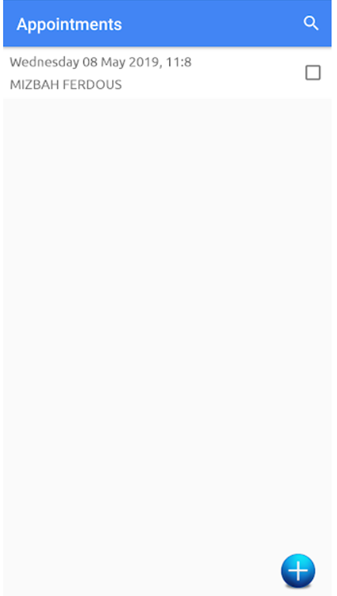 Appointments
Wednesday 08 May 2019, 11:8
MIZBAH FERDOUS